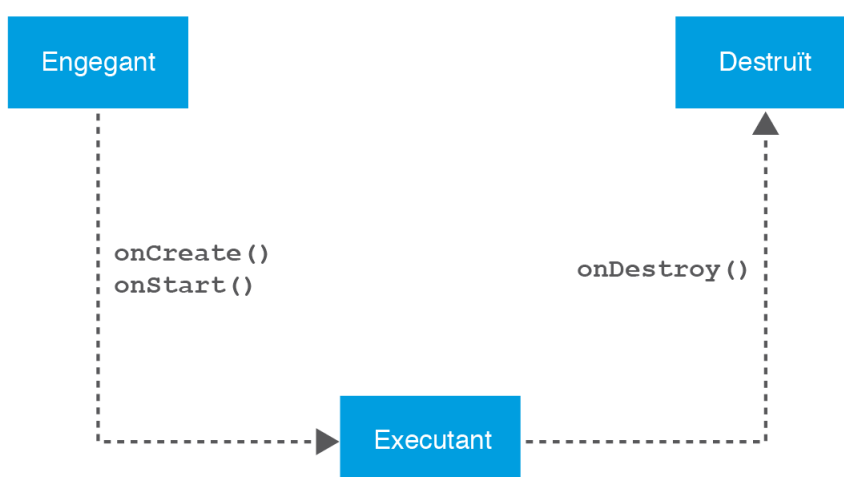 Engegant
Destruït
onCreate()
onStart()
onDestroy()
Executant